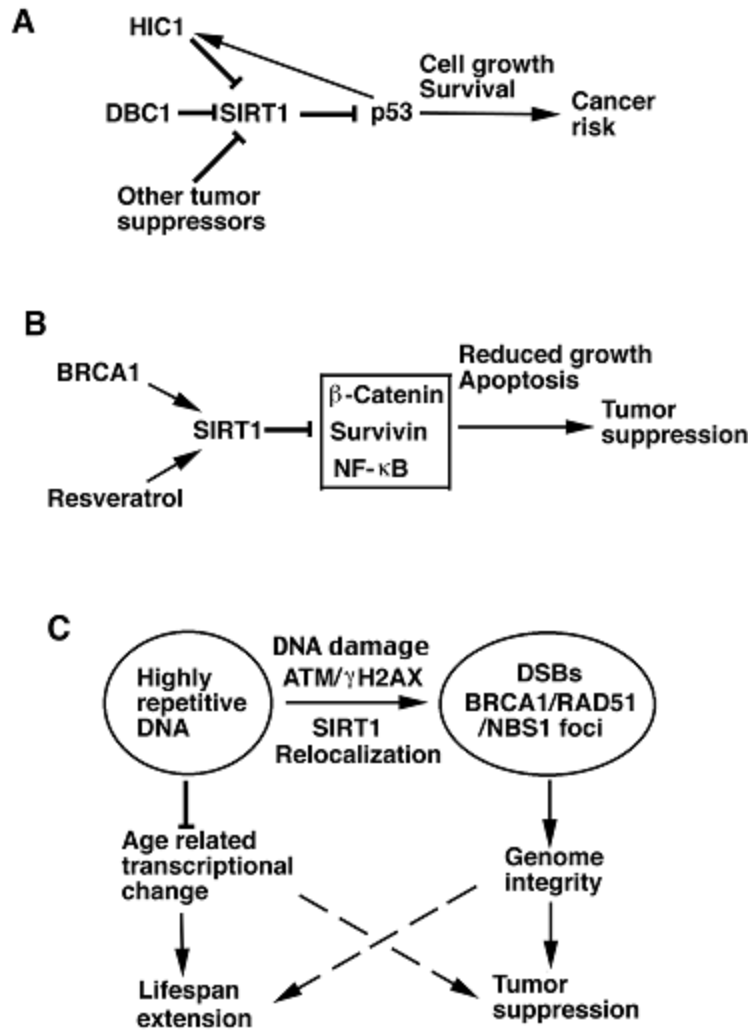 A
HIC1
DBC1
SIRT1
p53
Cell growth
Survival
Cancer
risk
Other tumor
suppressors
B
BRCA1
SIRT1
Resveratrol
β-Catenin
Survivin
NF-κB
Reduced growth
Apoptosis
Tumor
suppression
C
Highly
repetitive
DNA
DNA damage
ATM/γH2AX
SIRT1
Relocalization
DSBs
BRCA1/RAD51
/NBS1 foci
Age related
transcriptional
change
Genome
integrity
Lifespan
extension
Tumor
suppression